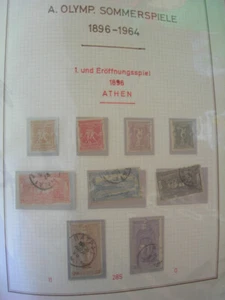 A. OLYMP. SOMMERSPIELE
1896-1964
1. und Eröffnungsspiel
1896
ATHEN